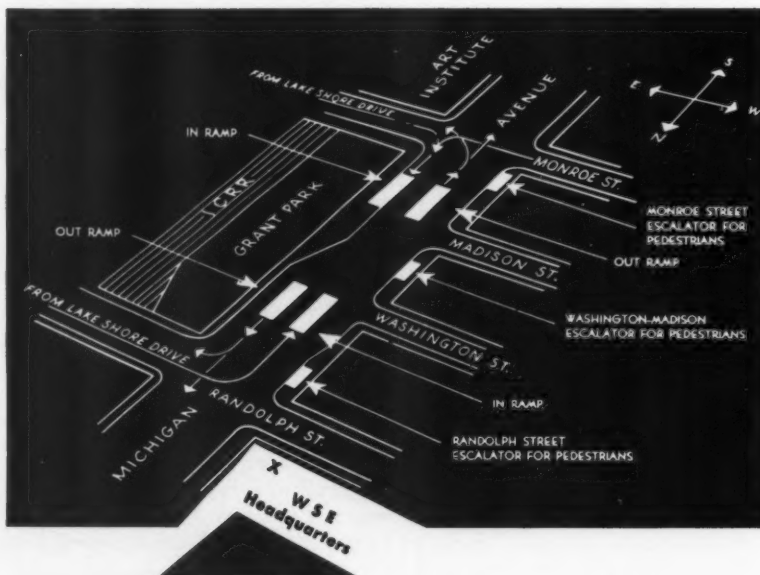 ART
INSTITUTE
AVENUE
FROM LAKE SHORE DRIVE
S
E
W
N
IN RAMP
MONROE ST.
I C R R
GRANT PARK
MONROE STREET
ESCALATOR FOR
PEDESTRIANS
OUT RAMP
OUT RAMP
MADISON ST.
WASHINGTON-MADISON
ESCALATOR FOR PEDESTRIANS
FROM LAKE SHORE DRIVE
WASHINGTON ST.
IN RAMP
RANDOLPH ST.
MICHIGAN
RANDOLPH STREET
ESCALATOR FOR PEDESTRIANS
X
WSE
Headquarters